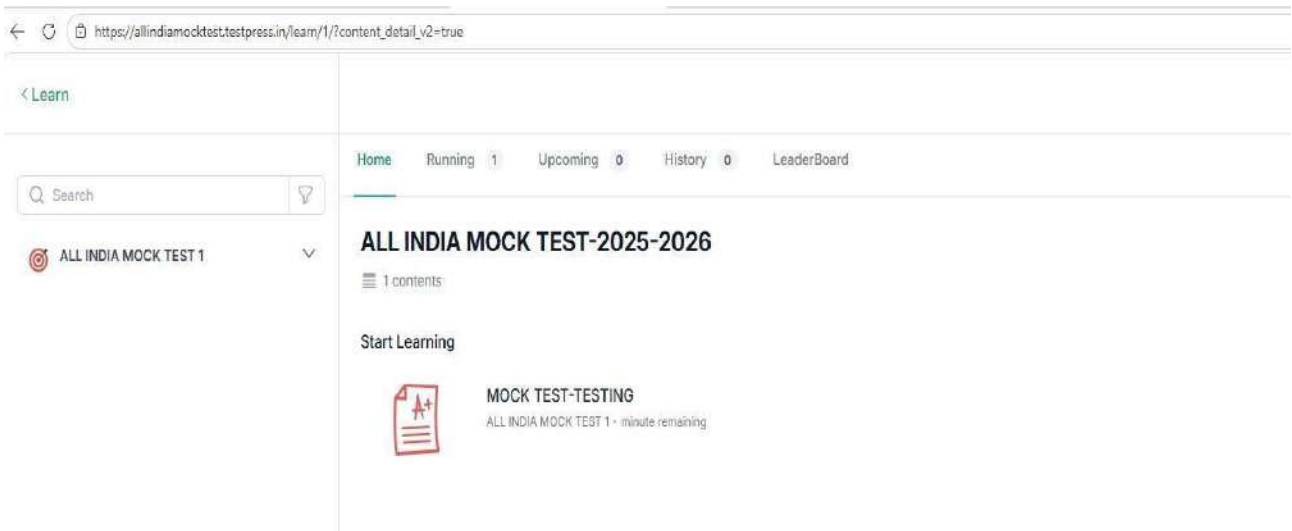 https://allindiamocktest.testpress.in/learn/1/?content_detail_v2=true
< Learn
Home Running 1 Upcoming 0 History 0 LeaderBoard
Search
ALL INDIA MOCK TEST 1
ALL INDIA MOCK TEST-2025-2026
1 contents
Start Learning
A+
MOCK TEST-TESTING
ALL INDIA MOCK TEST 1 • minute remaining